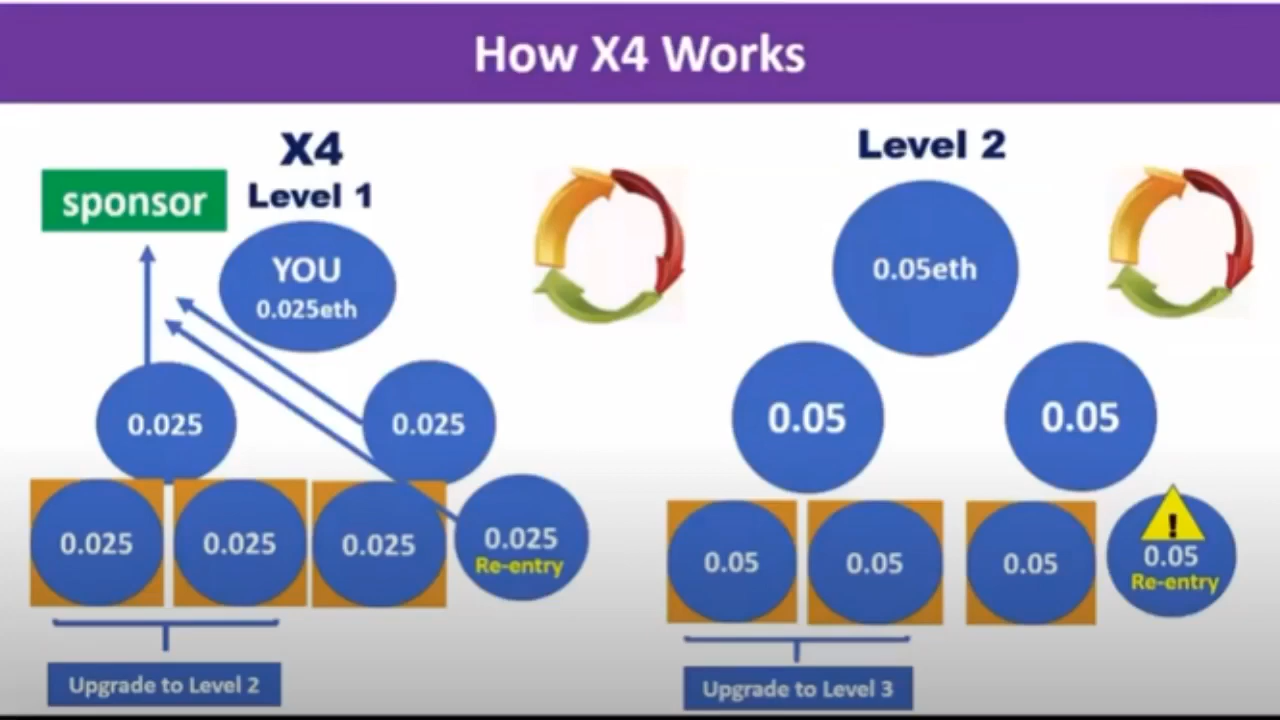 How X4 Works
X4
Level 1
sponsor
YOU
0.025eth
0.025
0.025
0.025
0.025
0.025
0.025
Re-entry
Upgrade to Level 2
Level 2
0.05eth
0.05
0.05
0.05
0.05
0.05
!
0.05
Re-entry
Upgrade to Level 3